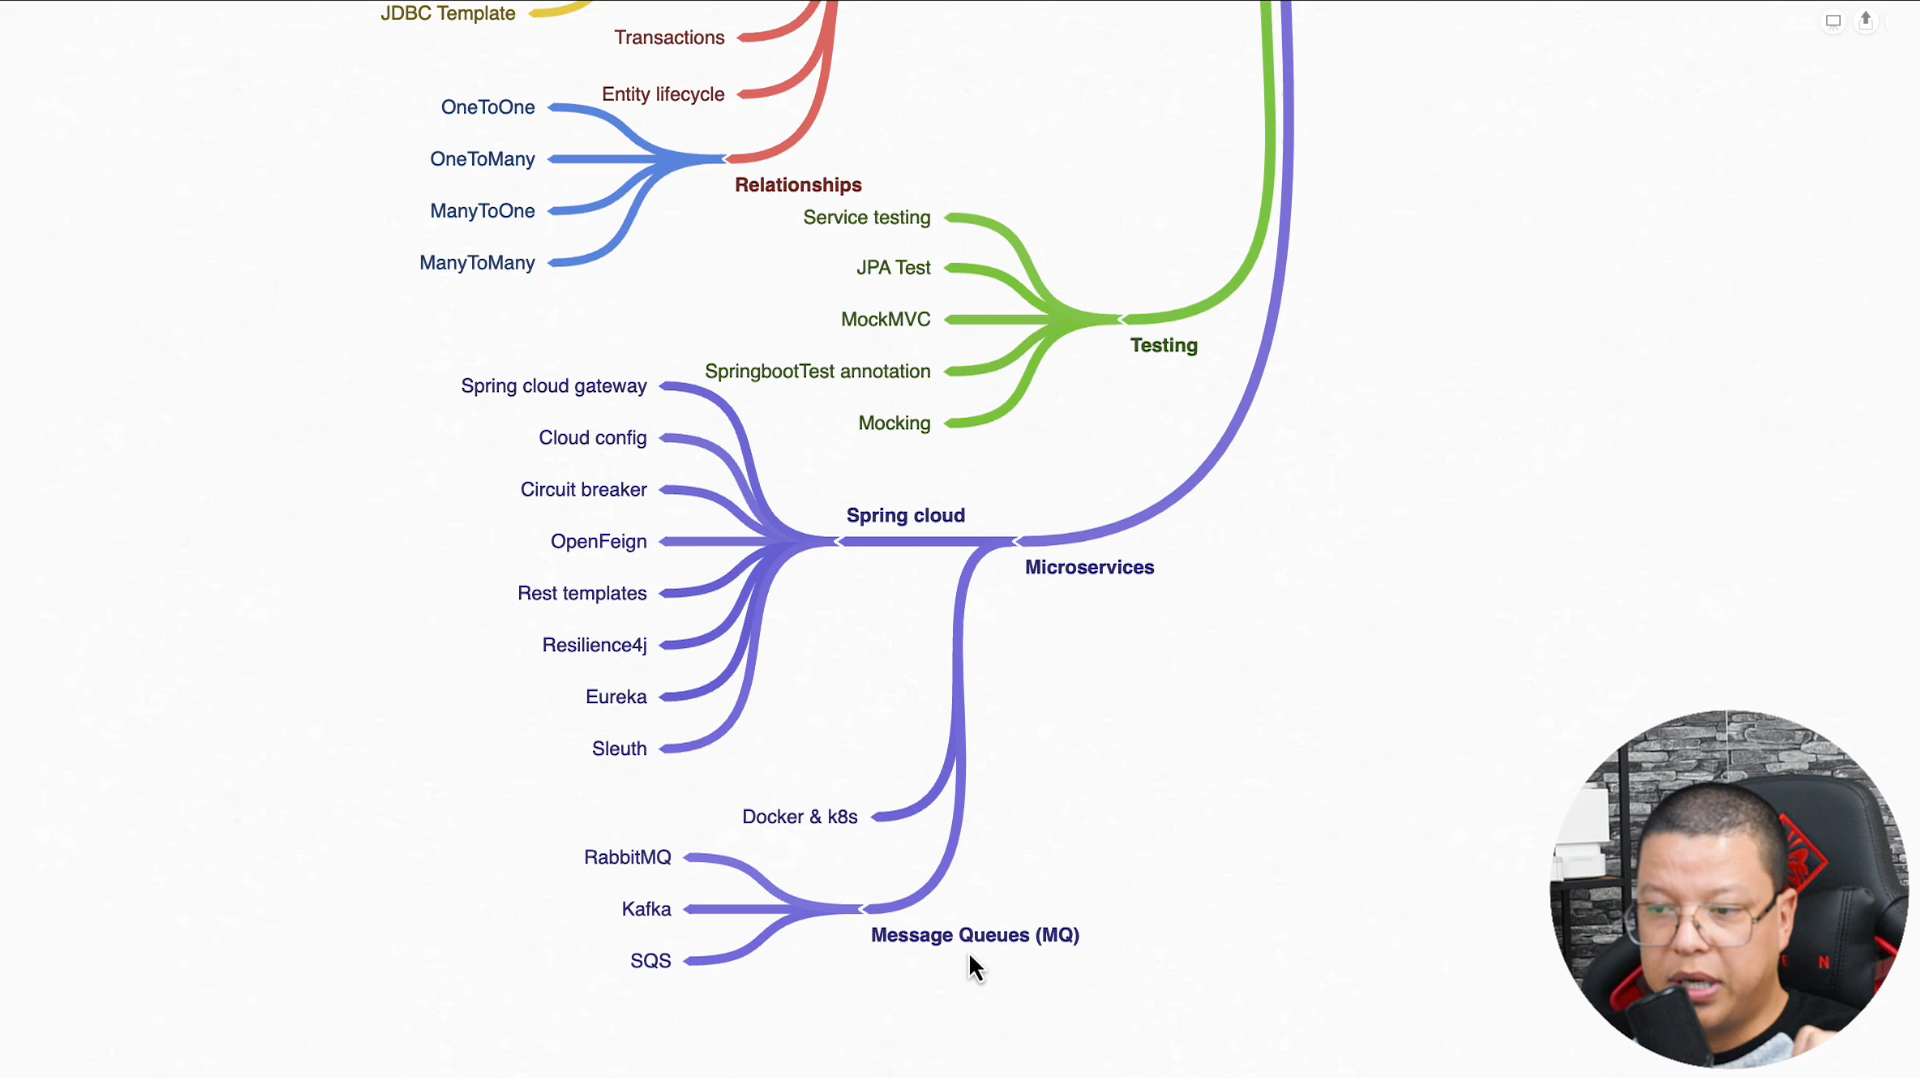 JDBC Template
Transactions
Entity lifecycle
OneToOne
OneToMany
ManyToOne
ManyToMany
Relationships
Service testing
JPA Test
MockMVC
SpringbootTest annotation
Mocking
Testing
Spring cloud gateway
Cloud config
Circuit breaker
OpenFeign
Rest templates
Resilience4j
Eureka
Sleuth
Spring cloud
Microservices
Docker & k8s
RabbitMQ
Kafka
SQS
Message Queues (MQ)